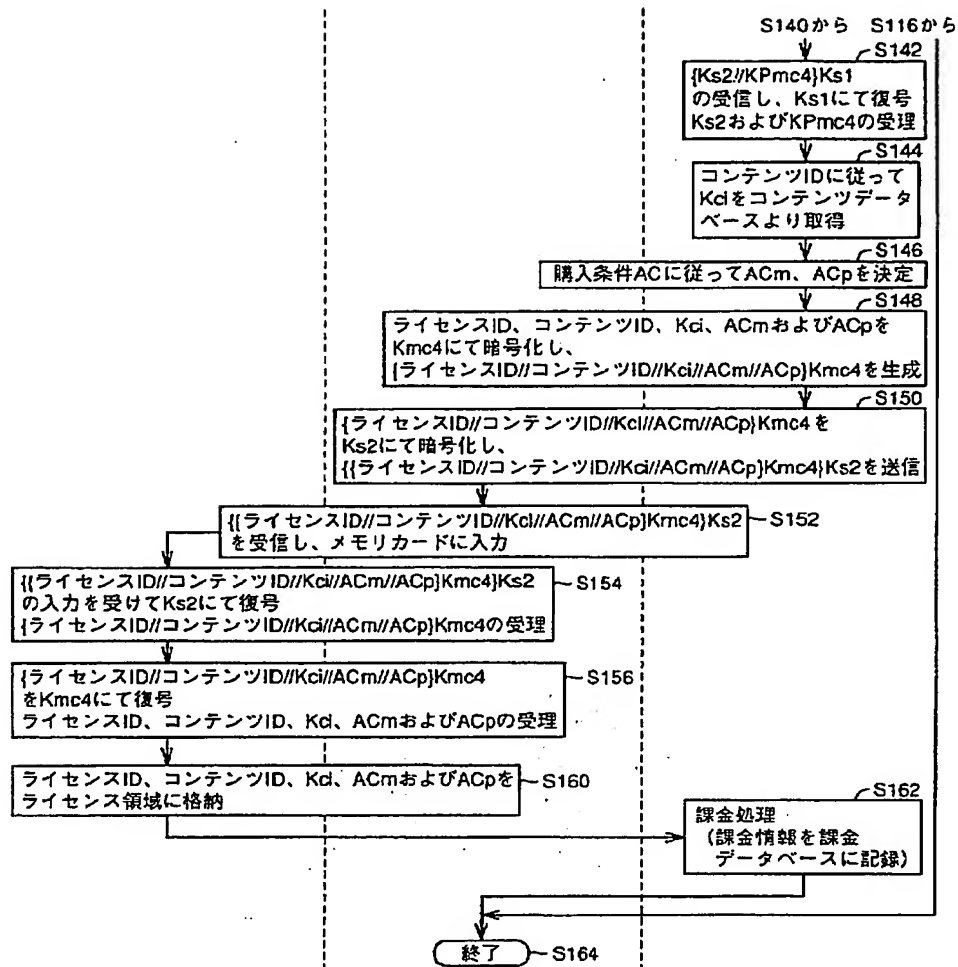 S140から S116から
S142
{Ks2//KPmc4}Ks1
の受信し、Ks1にて復号
Ks2およびKPmc4の受理
S144
コンテンツIDに従って
Kciをコンテンツデータ
ベースより取得
S146
購入条件ACに従ってACm、ACpを決定
S148
ライセンスID、コンテンツID、Kci、ACmおよびACpを
Kmc4にて暗号化し、
{ライセンスID//コンテンツID//Kci//ACm//ACp}Kmc4を生成
S150
{ライセンスID//コンテンツID//Kci//ACm//ACp}Kmc4を
Ks2にて暗号化し、
{{ライセンスID//コンテンツID//Kci//ACm//ACp}Kmc4}Ks2を送信
{{ライセンスID//コンテンツID//Kci//ACm//ACp}Kmc4}Ks2
を受信し、メモリカードに入力
S152
{{ライセンスID//コンテンツID//Kci//ACm//ACp}Kmc4}Ks2
の入力を受けてKs2にて復号
{ライセンスID//コンテンツID//Kci//ACm//ACp}Kmc4の受理
S154
{ライセンスID//コンテンツID//Kci//ACm//ACp}Kmc4
をKmc4にて復号
ライセンスID、コンテンツID、Kci、ACmおよびACpの受理
S156
ライセンスID、コンテンツID、Kci、ACmおよびACpを
ライセンス領域に格納
S160
S162
課金処理
(課金情報を課金
データベースに記録)
終了
S164